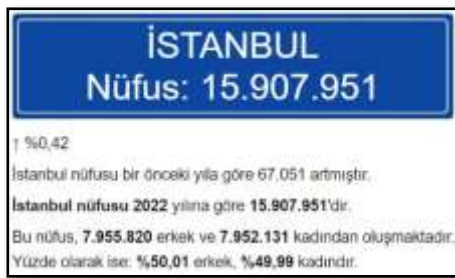 İSTANBUL
Nüfus: 15.907.951
↑ %0,42
İstanbul nüfusu bir önceki yıla göre 67.051 artmıştır.
İstanbul nüfusu 2022 yılına göre 15.907.951'dir.
Bu nüfus, 7.955.820 erkek ve 7.952.131 kadından oluşmaktadır.
Yüzde olarak ise: %50,01 erkek, %49,99 kadındır.